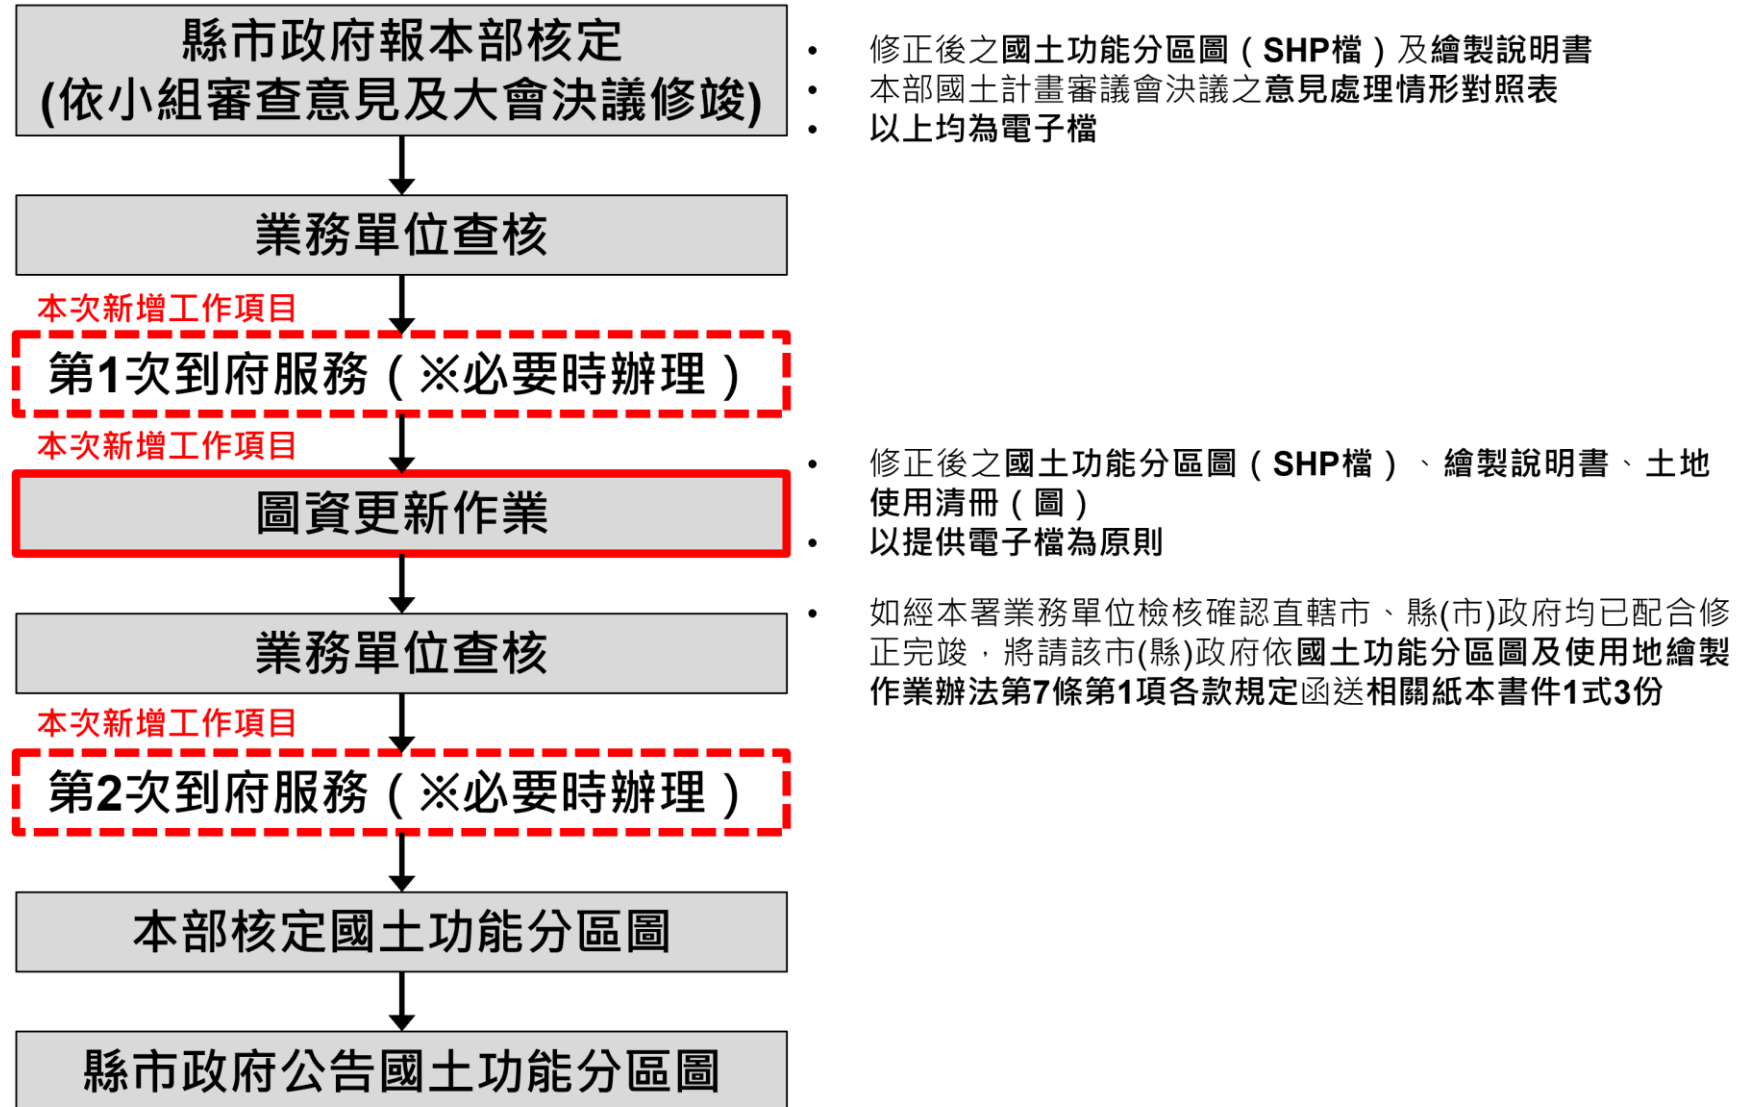 縣市政府報本部核定
(依小組審查意見及大會決議修竣)
• 修正後之國土功能分區圖（SHP檔）及繪製說明書
• 本部國土計畫審議會決議之意見處理情形對照表
• 以上均為電子檔
業務單位查核
本次新增工作項目
第1次到府服務（※必要時辦理）
本次新增工作項目
圖資更新作業
• 修正後之國土功能分區圖（SHP檔）、繪製說明書、土地
使用清冊（圖）
• 以提供電子檔為原則
業務單位查核
• 如經本署業務單位檢核確認直轄市、縣(市)政府均已配合修
正完竣，將請該市(縣)政府依國土功能分區圖及使用地繪製
作業辦法第7條第1項各款規定函送相關紙本書件1式3份
本次新增工作項目
第2次到府服務（※必要時辦理）
本部核定國土功能分區圖
縣市政府公告國土功能分區圖